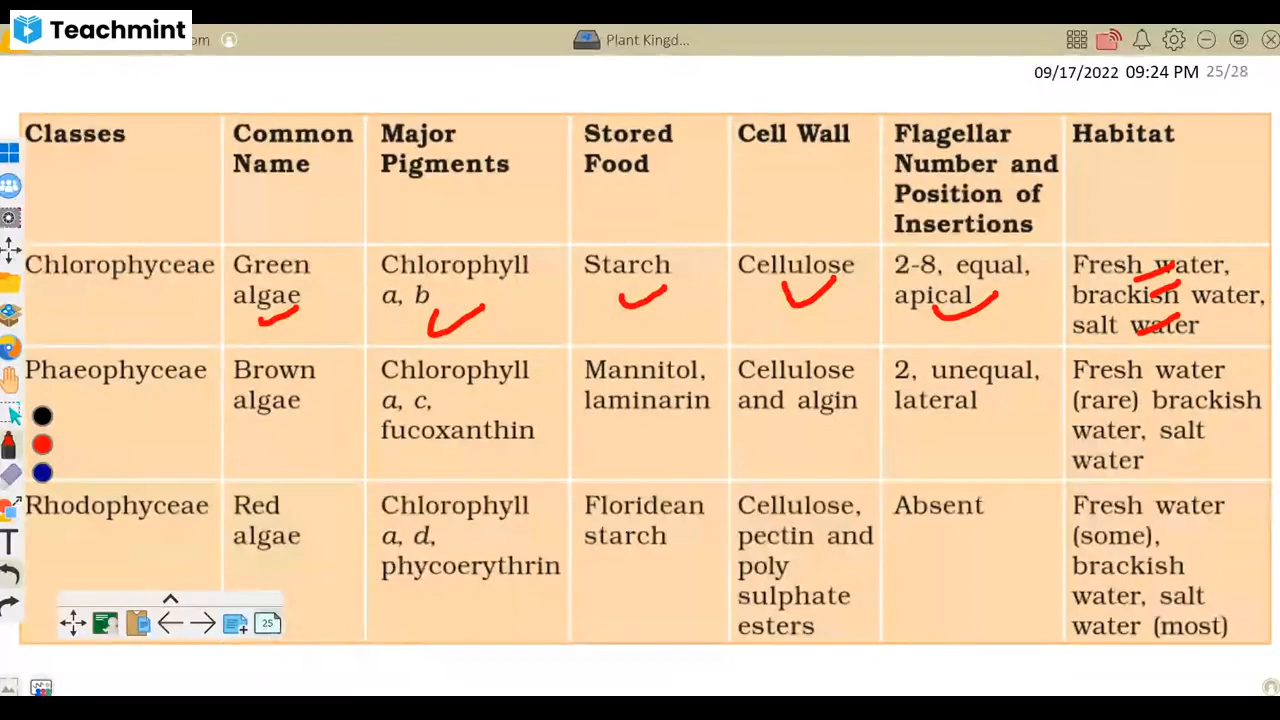 Teachmint
om
Plant Kingd...
09/17/2022 09:24 PM 25/28
Classes
Common
Name
Major
Pigments
Stored
Food
Cell Wall
Flagellar
Number and
Position of
Insertions
Habitat
Chlorophyceae
Green
algae
Chlorophyll
a, b
Starch
Cellulose
2-8, equal,
apical
Fresh water,
brackish water,
salt water
Phaeophyceae
Brown
algae
Chlorophyll
a, c,
fucoxanthin
Mannitol,
laminarin
Cellulose
and algin
2, unequal,
lateral
Fresh water
(rare) brackish
water, salt
water
Rhodophyceae
Red
algae
Chlorophyll
a, d,
phycoerythrin
Floridean
starch
Cellulose,
pectin and
poly
sulphate
esters
Absent
Fresh water
(some),
brackish
water, salt
water (most)
T
25